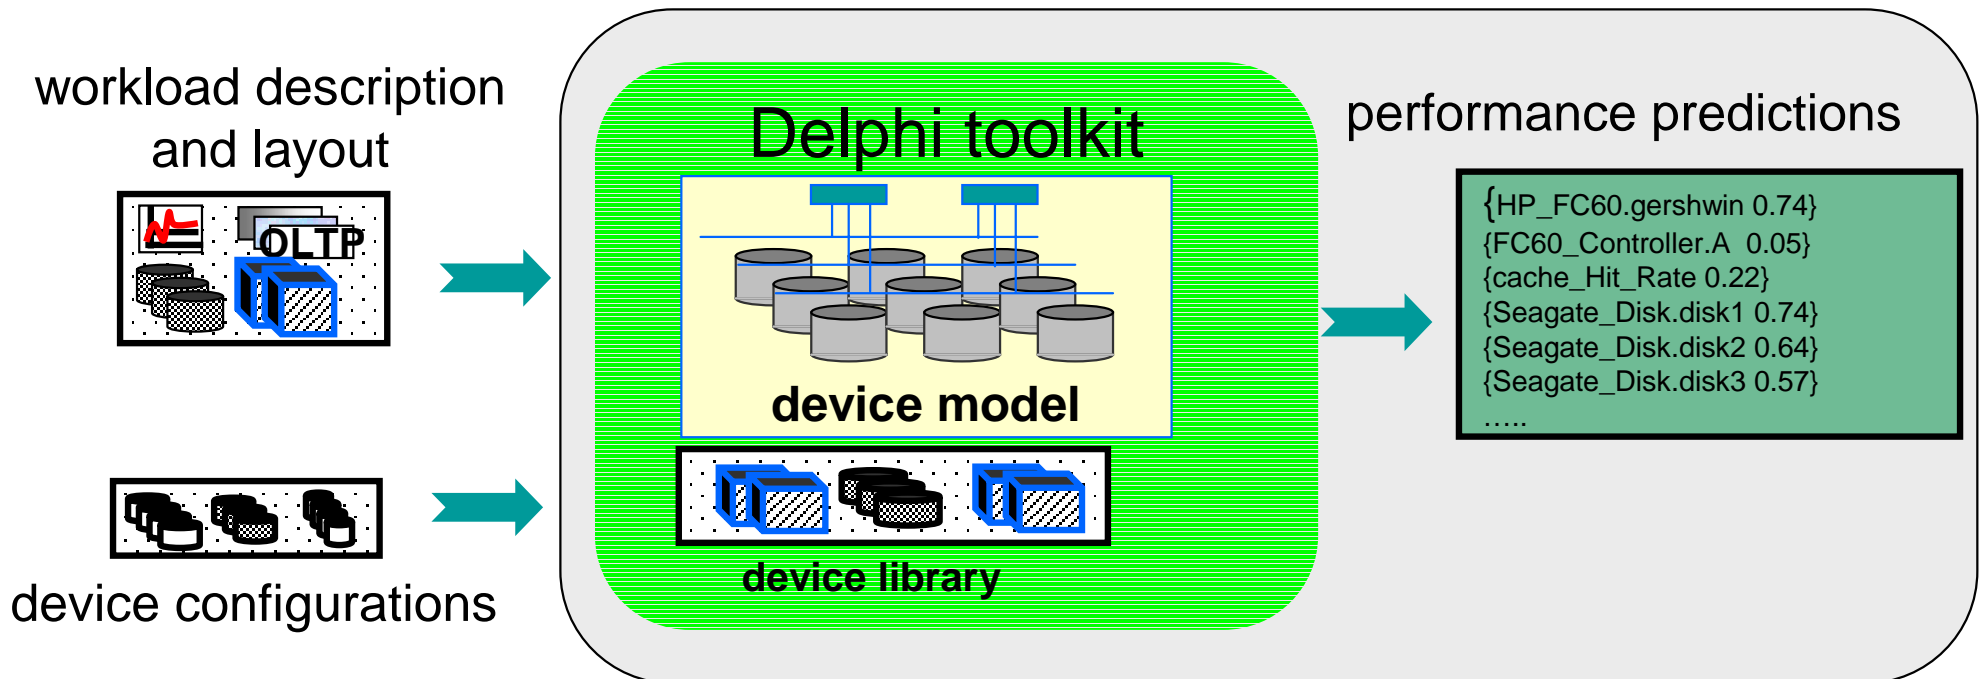 workload description
and layout
OLTP
device configurations
Delphi toolkit
device model
device library
performance predictions
{HP_FC60.gershwin 0.74}
{FC60_Controller.A 0.05}
{cache_Hit_Rate 0.22}
{Seagate_Disk.disk1 0.74}
{Seagate_Disk.disk2 0.64}
{Seagate_Disk.disk3 0.57}
…..